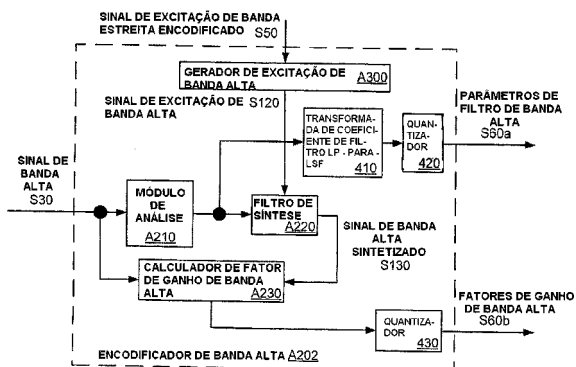 SINAL DE EXCITAÇÃO DE BANDA
ESTREITA ENCODIFICADO S50
GERADOR DE EXCITAÇÃO DE
BANDA ALTA A300
SINAL DE EXCITAÇÃO DE S120
BANDA ALTA
TRANSFORMA-
DA DE COEFICI-
ENTE DE FIL-
TRO LP - PARA -
LSF 410
QUANTI-
ZADOR
420
PARÂMETROS DE
FILTRO DE BANDA
ALTA
S60a
SINAL DE
BANDA
ALTA
S30
MÓDULO
DE
ANÁLISE
A210
FILTRO DE
SÍNTESE
A220
SINAL DE BANDA
ALTA
SINTETIZADO
S130
CALCULADOR DE FATOR
DE GANHO DE BANDA
ALTA A230
QUANTIZA-
DOR 430
FATORES DE GANHO
DE BANDA ALTA
S60b
ENCODIFICADOR DE BANDA ALTA A202